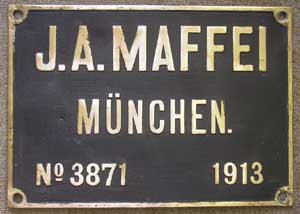 J.A. MAFFEI
MÜNCHEN.
No 3871 1913